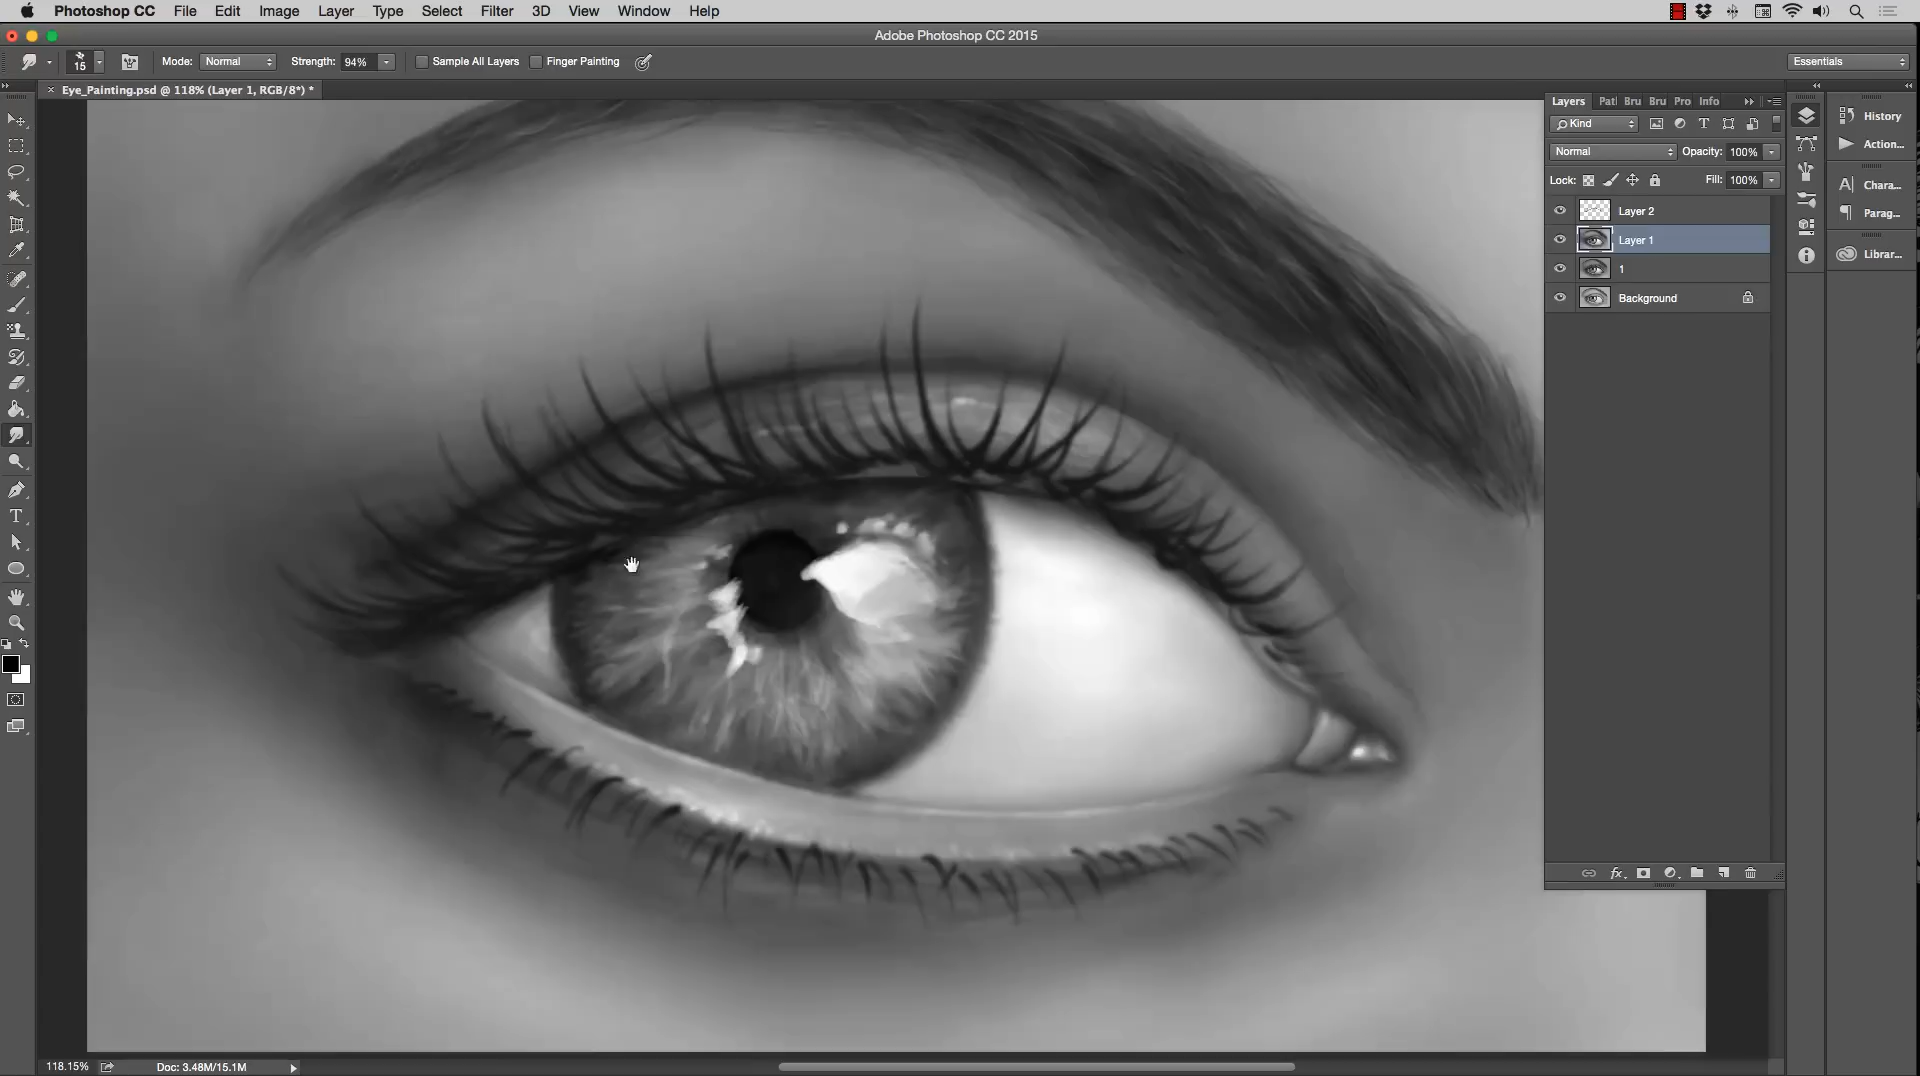 Photoshop CC File Edit Image Layer Type Select Filter 3D View Window Help
Adobe Photoshop CC 2015
15 Mode: Normal Strength: 94% Sample All Layers Finger Painting Essentials
× Eye_Painting.psd @ 118% (Layer 1, RGB/8*) *
Layers Pat Bru Bru Pro Info
Kind
Normal Opacity: 100%
Lock: Fill: 100%
Layer 2
Layer 1
1
Background
History
Action...
Chara...
Parag...
Librar...
118.15% Doc: 3.48M/15.1M